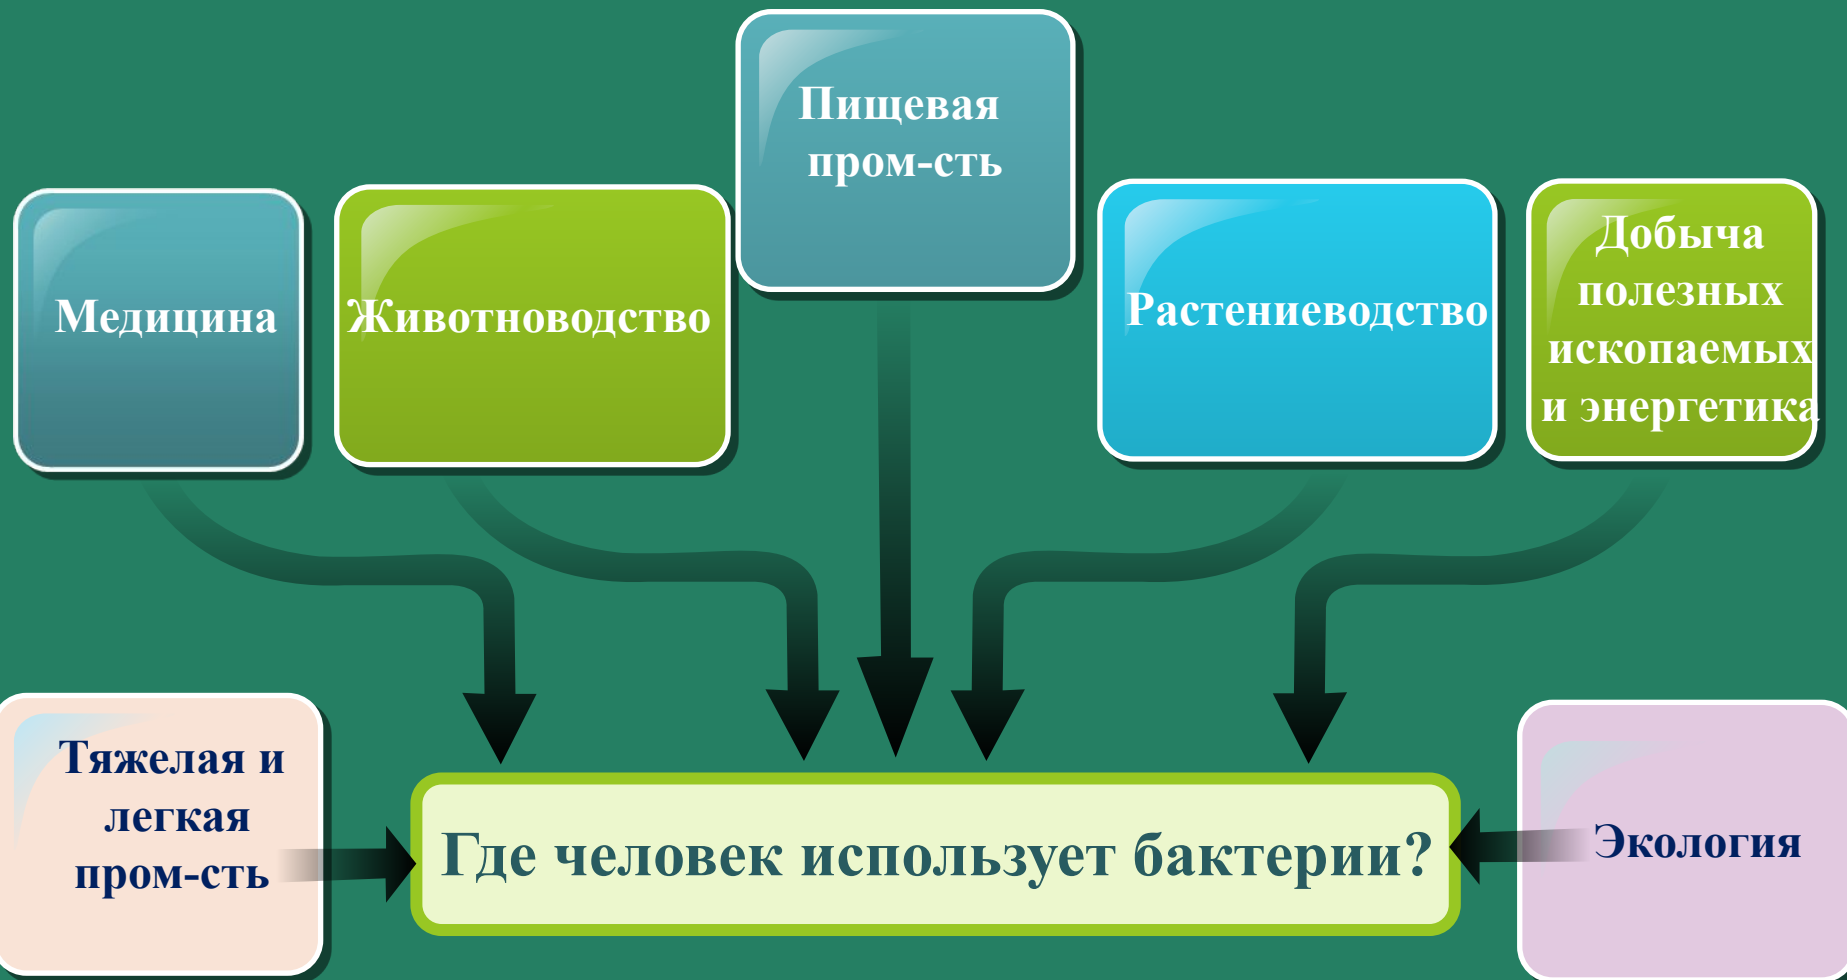 Пищевая
пром-сть
Медицина
Животноводство
Растениеводство
Добыча
полезных
ископаемых
и энергетика
Тяжелая и
легкая
пром-сть
Где человек использует бактерии?
Экология